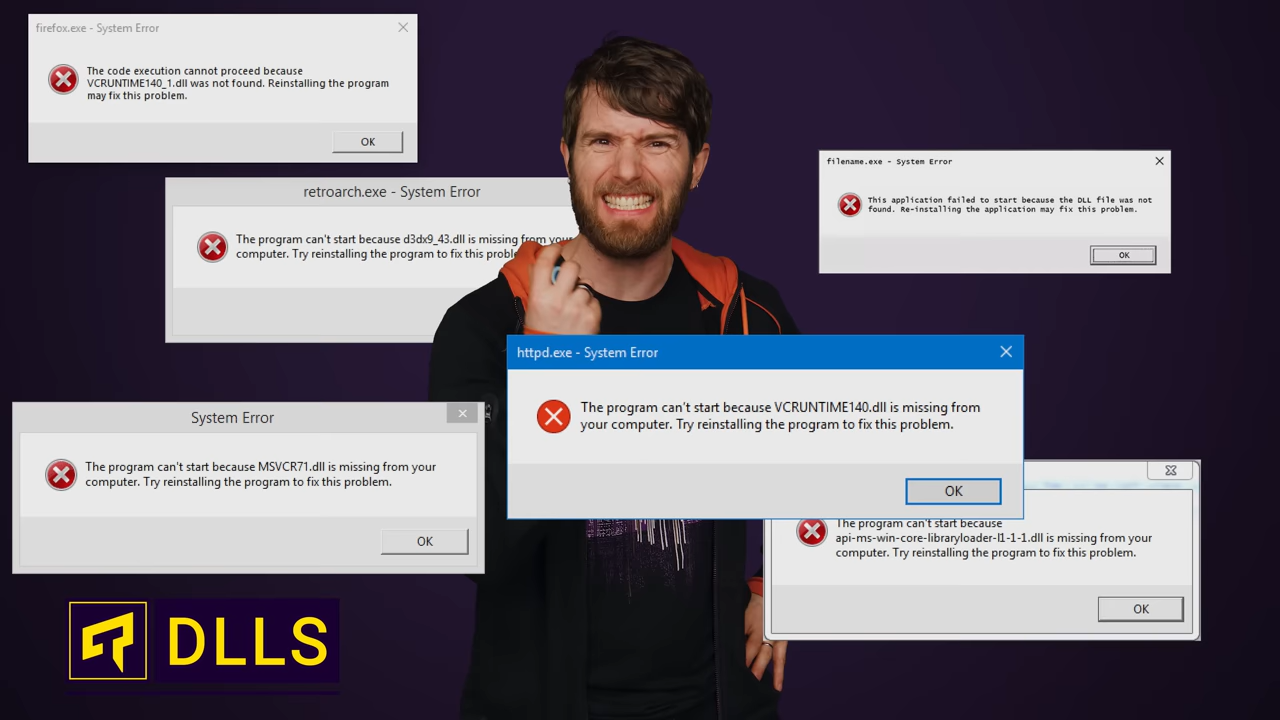 firefox.exe - System Error
The code execution cannot proceed because
VCRUNTIME140_1.dll was not found. Reinstalling the program
may fix this problem.
OK
filename.exe - System Error
This application failed to start because the DLL file was not
found. Re-installing the application may fix this problem.
OK
retroarch.exe - System Error
The program can't start because d3dx9_43.dll is missing from your
computer. Try reinstalling the program to fix this
httpd.exe - System Error
The program can't start because VCRUNTIME140.dll is missing from
your computer. Try reinstalling the program to fix this problem.
OK
System Error
The program can't start because MSVCR71.dll is missing from your
computer. Try reinstalling the program to fix this problem.
OK
The program can't start because
api-ms-win-core-libraryloader-l1-1-1.dll is missing from your
computer. Try reinstalling the program to fix this problem.
OK
DLLS